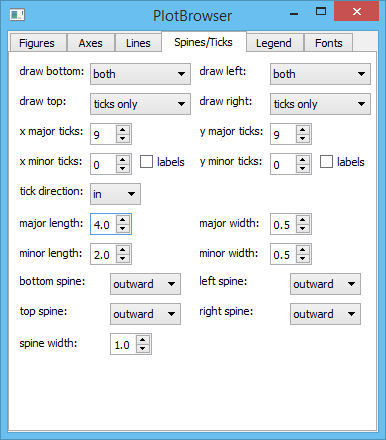 PlotBrowser
Figures Axes Lines Spines/Ticks Legend Fonts
draw bottom: both draw left: both
draw top: ticks only draw right: ticks only
x major ticks: 9 y major ticks: 9
x minor ticks: 0 labels y minor ticks: 0 labels
tick direction: in
major length: 4.0 major width: 0.5
minor length: 2.0 minor width: 0.5
bottom spine: outward left spine: outward
top spine: outward right spine: outward
spine width: 1.0